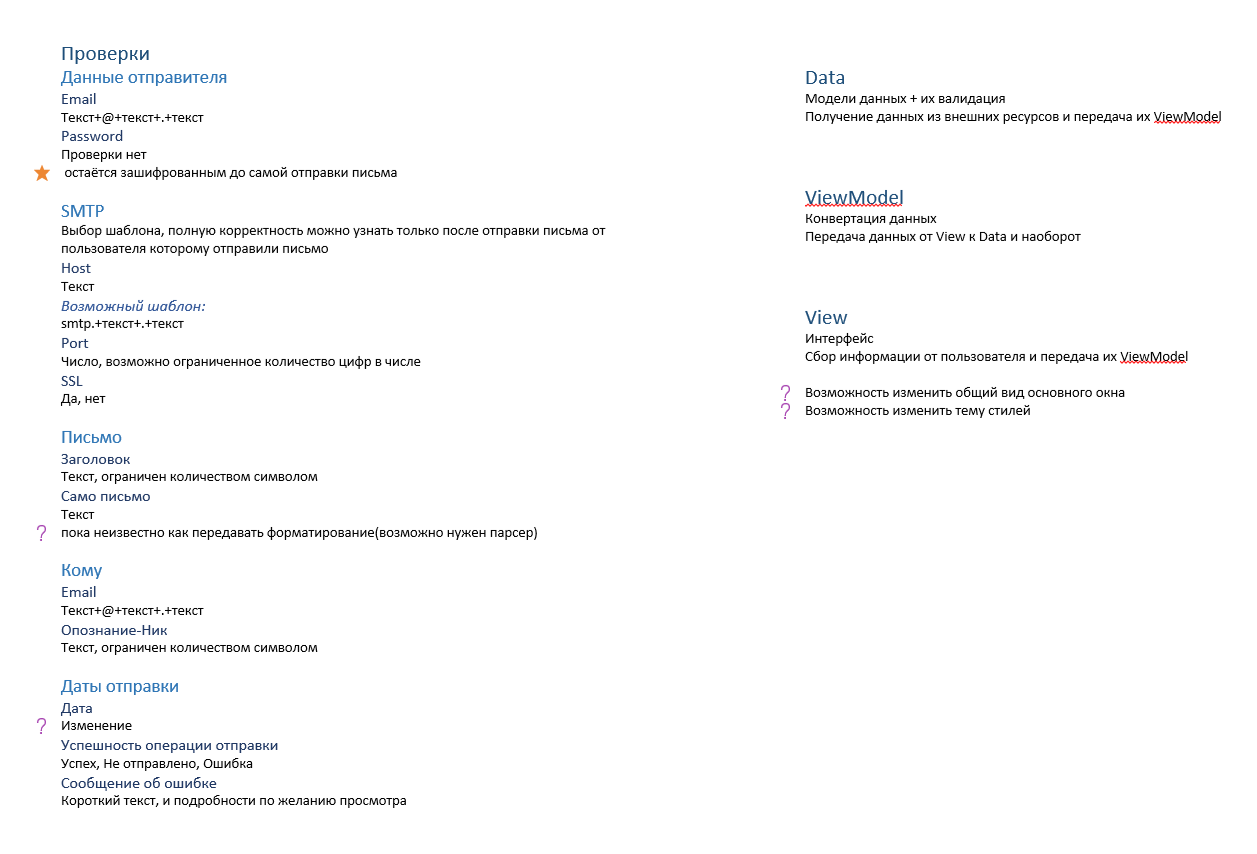 Проверки
Данные отправителя
Email
Текст+@+текст+.+текст
Password
Проверки нет
остаётся зашифрованным до самой отправки письма
SMTP
Выбор шаблона, полную корректность можно узнать только после отправки письма от
пользователя которому отправили письмо
Host
Текст
Возможный шаблон:
smtp.+текст+.+текст
Port
Число, возможно ограниченное количество цифр в числе
SSL
Да, нет
Письмо
Заголовок
Текст, ограничен количеством символом
Само письмо
Текст
? пока неизвестно как передавать форматирование(возможно нужен парсер)
Кому
Email
Текст+@+текст+.+текст
Опознание-Ник
Текст, ограничен количеством символом
Даты отправки
Дата
? Изменение
Успешность операции отправки
Успех, Не отправлено, Ошибка
Сообщение об ошибке
Короткий текст, и подробности по желанию просмотра
Data
Модели данных + их валидация
Получение данных из внешних ресурсов и передача их ViewModel
ViewModel
Конвертация данных
Передача данных от View к Data и наоборот
View
Интерфейс
Сбор информации от пользователя и передача их ViewModel
? Возможность изменить общий вид основного окна
? Возможность изменить тему стилей